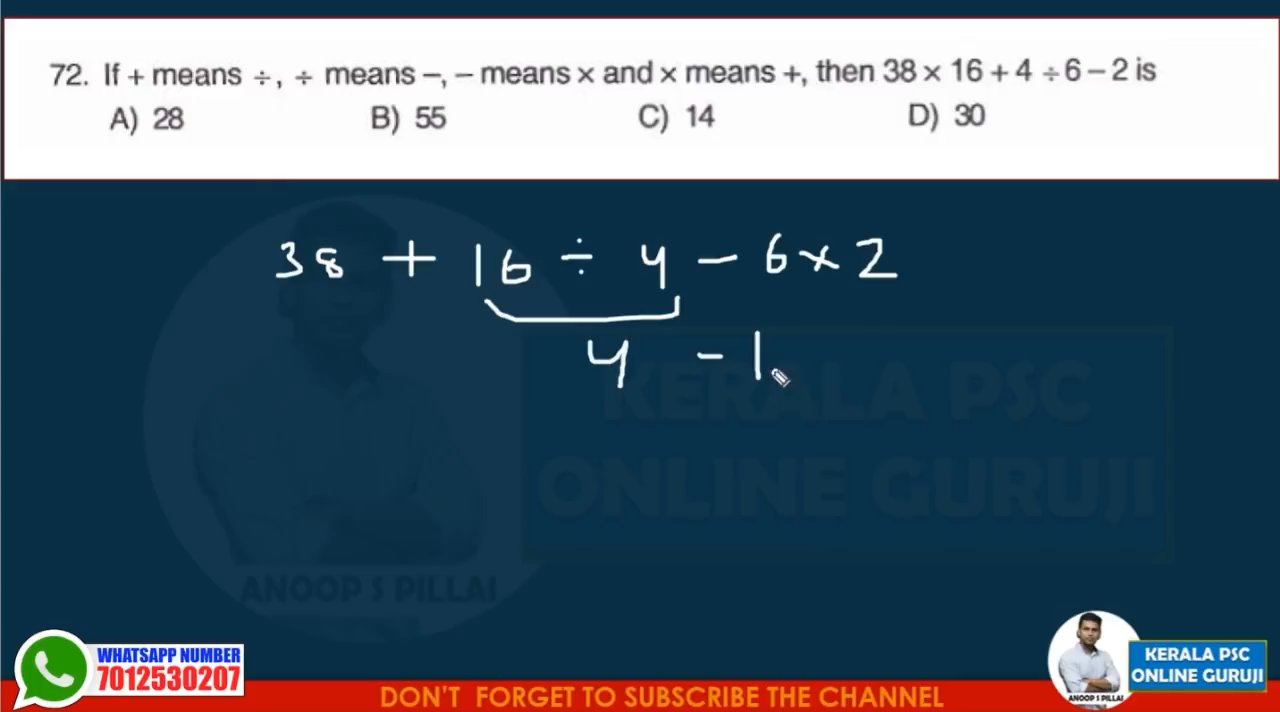 72. If + means ÷, ÷ means –, – means × and × means +, then 38 × 16 + 4 ÷ 6 – 2 is
A) 28 B) 55 C) 14 D) 30
38 + 16 ÷ 4 – 6 × 2
4 – 1
KERALA PSC
ONLINE GURUJI
ANOOP S PILLAI
WHATSAPP NUMBER
7012530207
DON'T FORGET TO SUBSCRIBE THE CHANNEL
ANOOP S PILLAI
KERALA PSC
ONLINE GURUJI